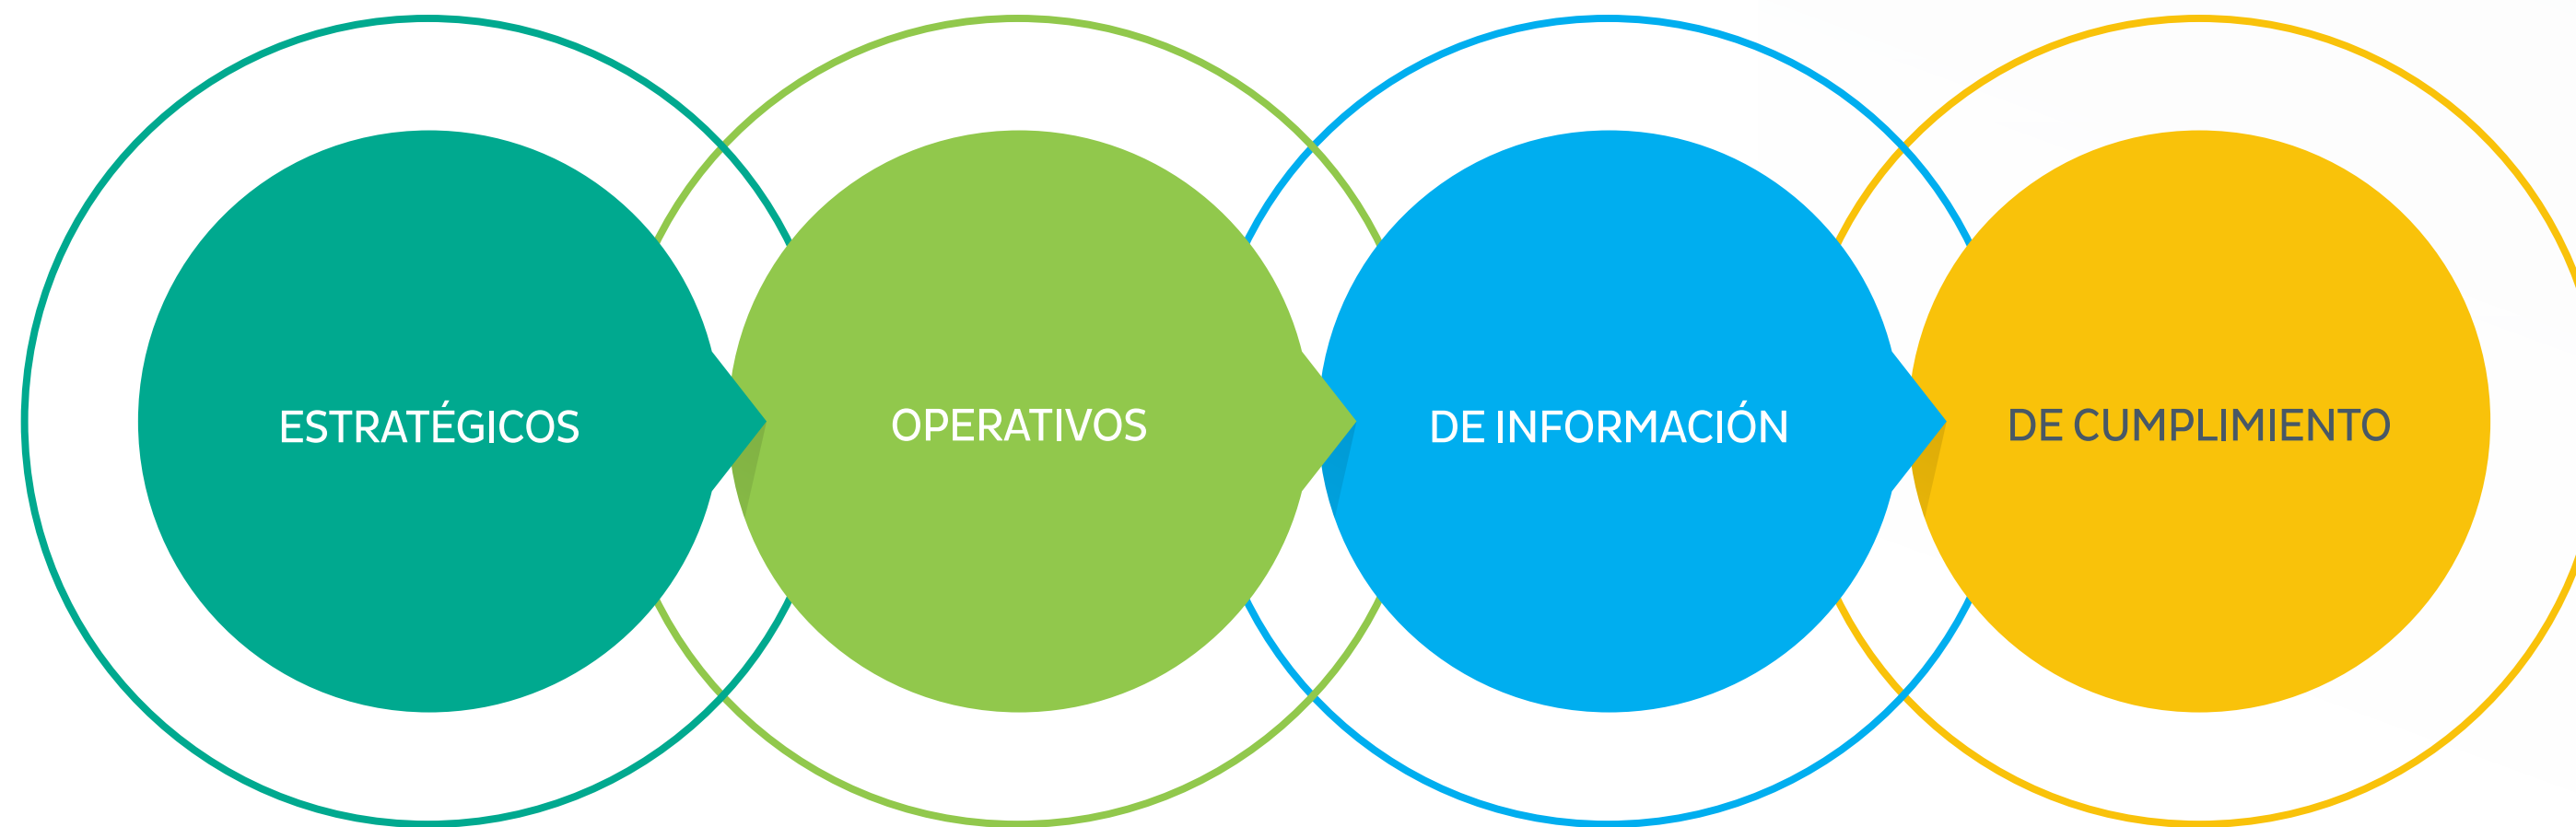 ESTRATÉGICOS
OPERATIVOS
DE INFORMACIÓN
DE CUMPLIMIENTO